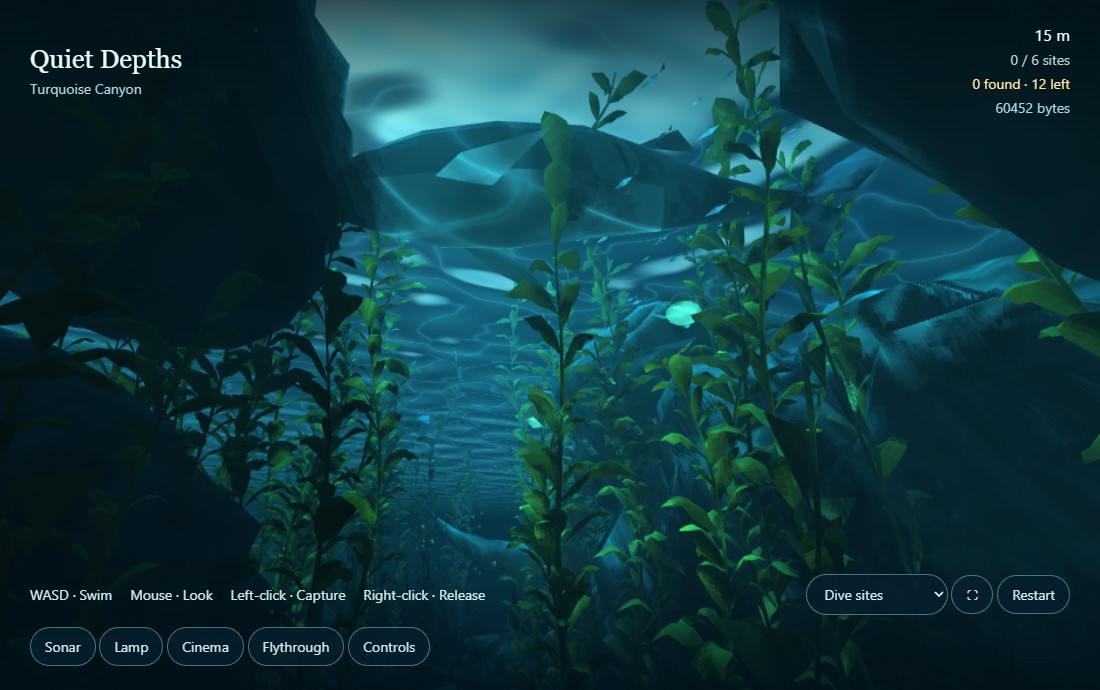 Quiet Depths
Turquoise Canyon
15 m
0 / 6 sites
0 found · 12 left
60452 bytes
WASD · Swim Mouse · Look Left-click · Capture Right-click · Release
Dive sites
Restart
Sonar
Lamp
Cinema
Flythrough
Controls